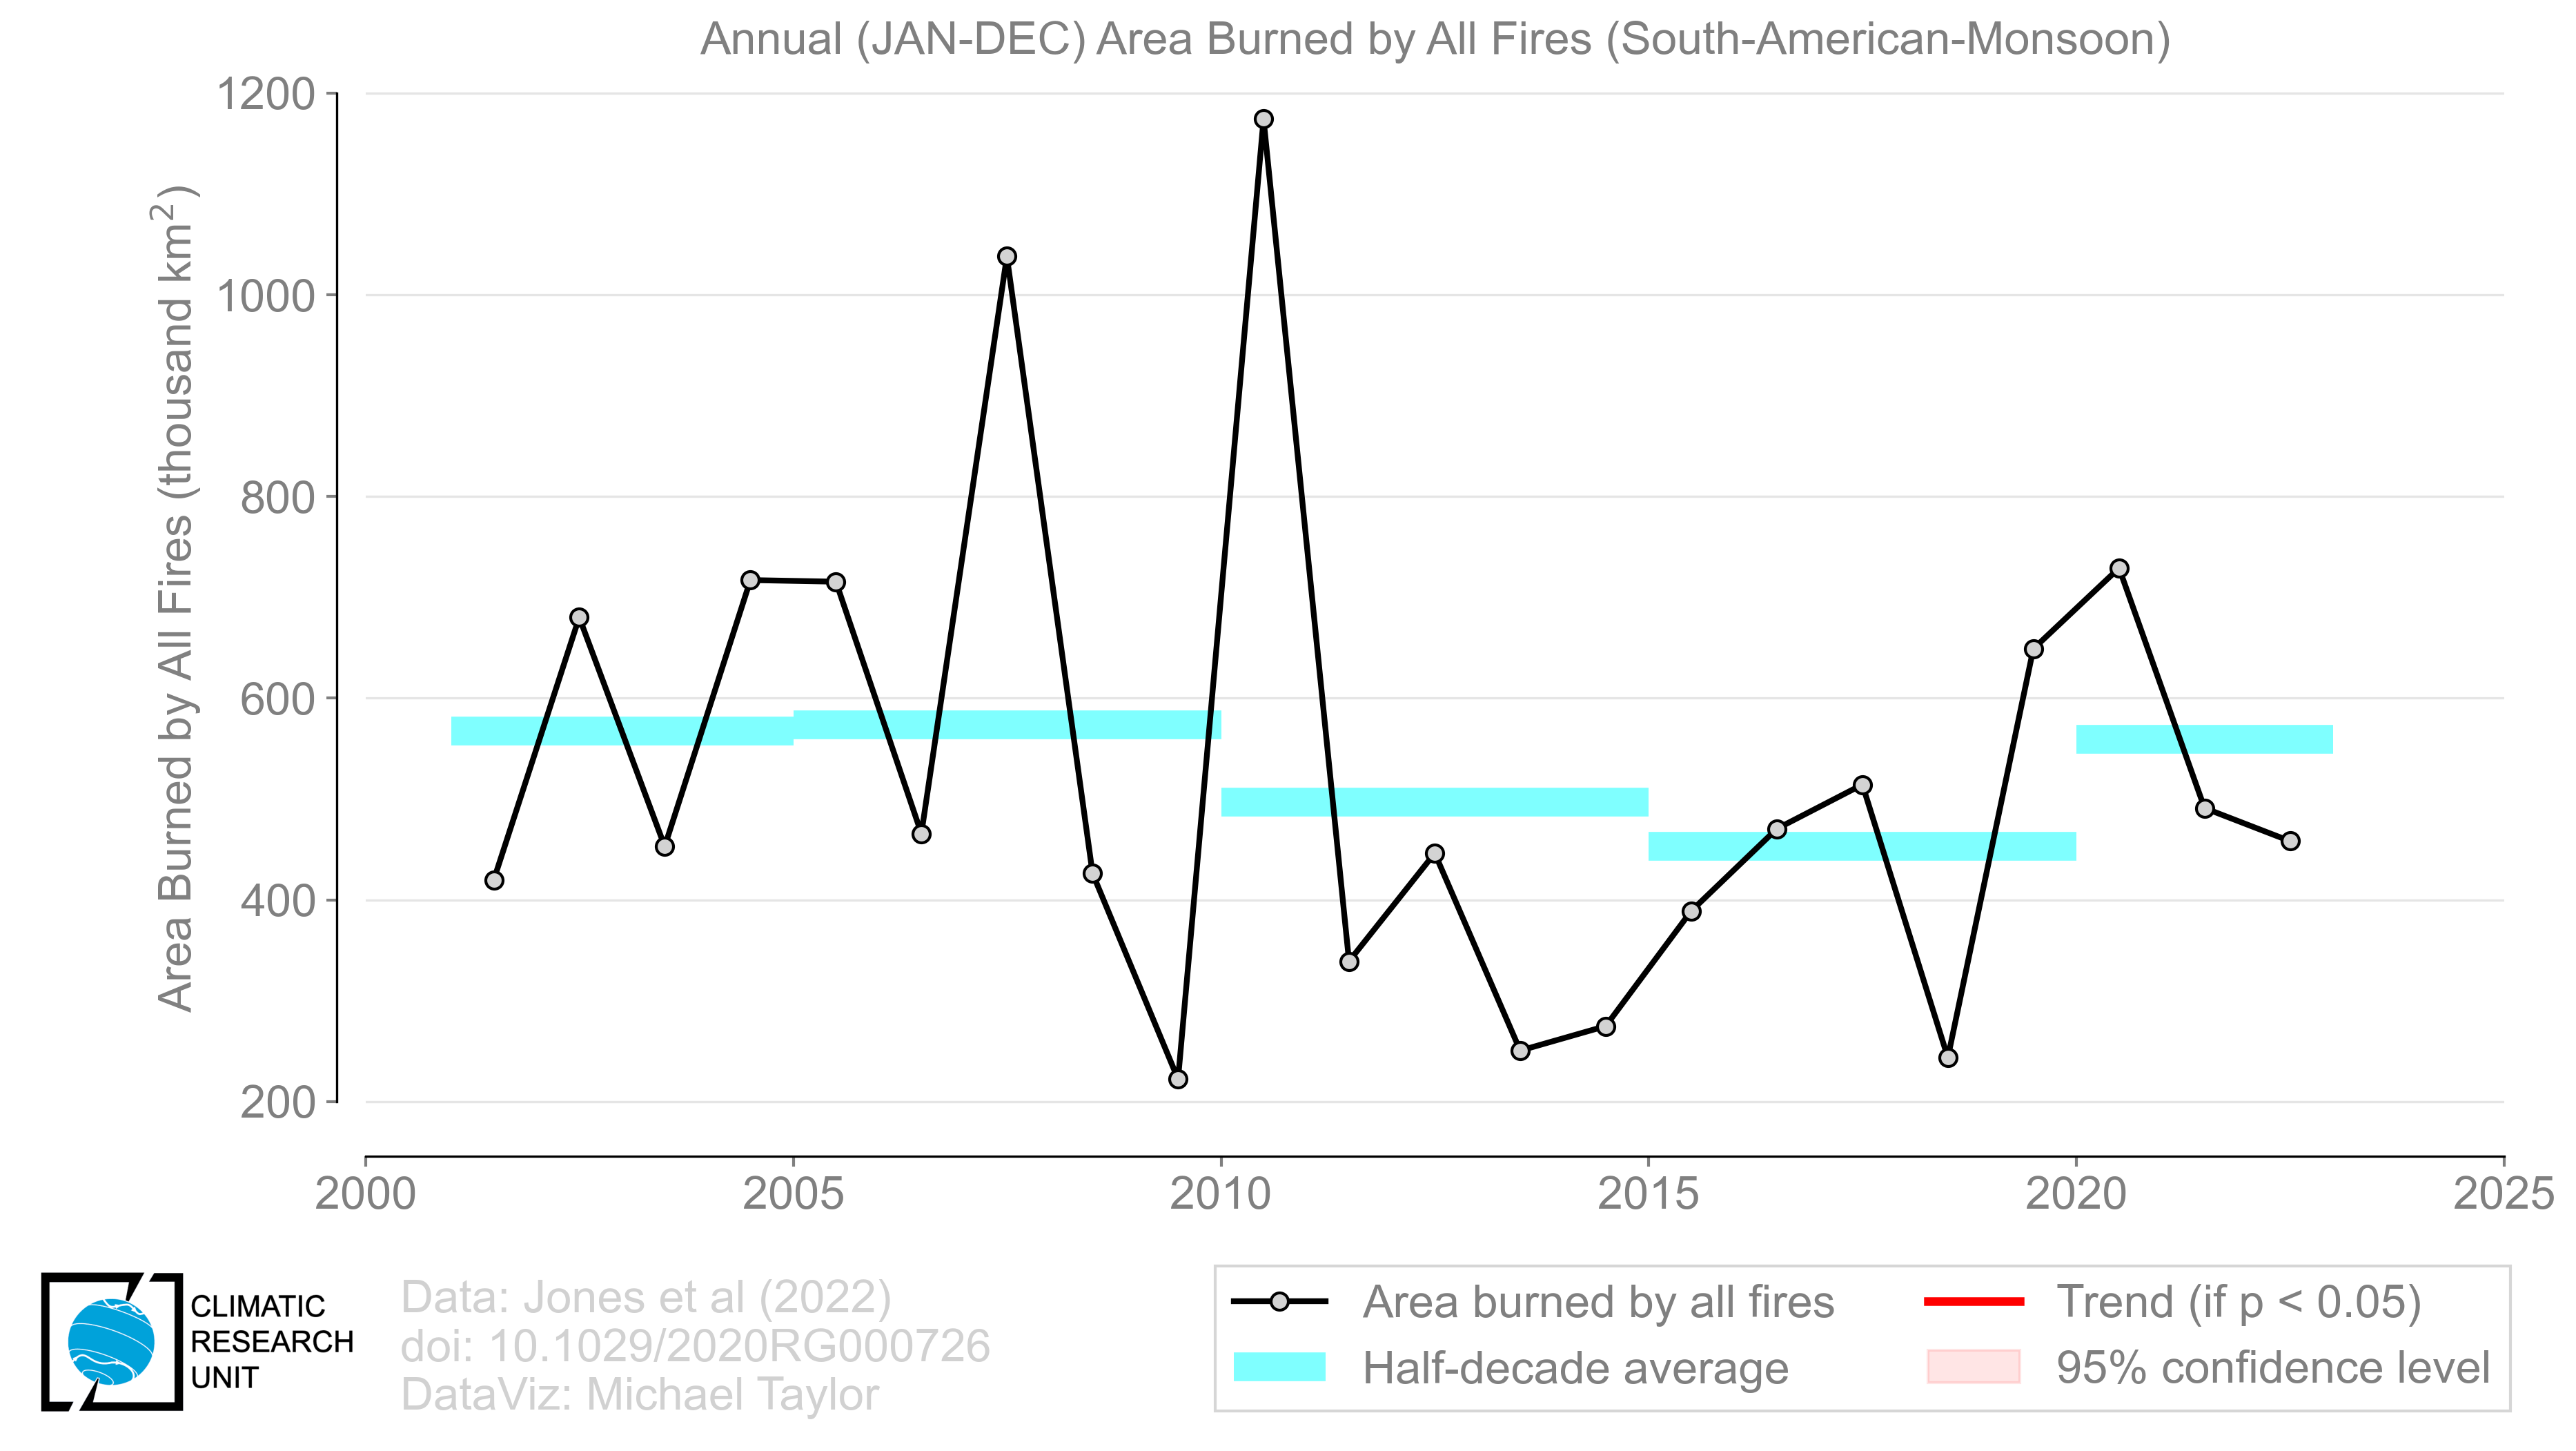 Annual (JAN-DEC) Area Burned by All Fires (South-American-Monsoon)
Area Burned by All Fires (thousand km²)
1200
1000
800
600
400
200
2000 2005 2010 2015 2020 2025
CLIMATIC
RESEARCH
UNIT
Data: Jones et al (2022)
doi: 10.1029/2020RG000726
DataViz: Michael Taylor
Area burned by all fires
Half-decade average
Trend (if p < 0.05)
95% confidence level